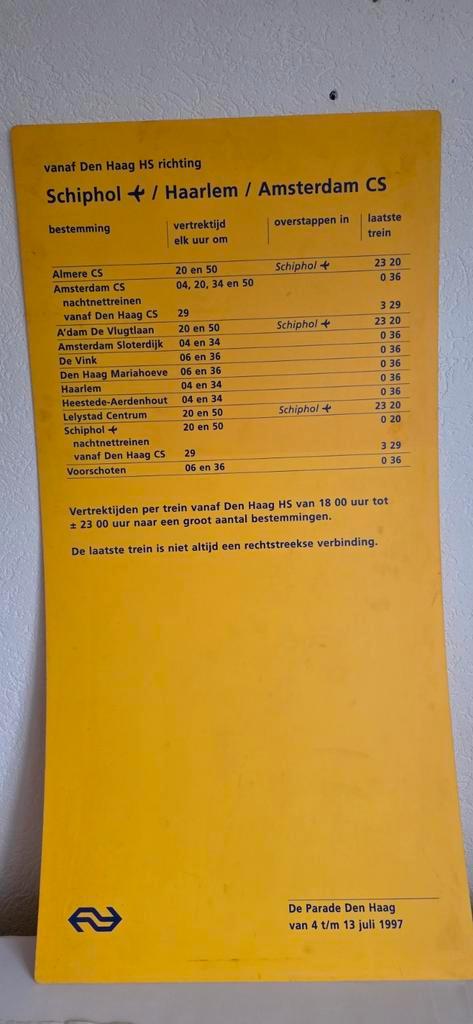 vanaf Den Haag HS richting
Schiphol ✈ / Haarlem / Amsterdam CS
bestemming vertrektijd elk uur om overstappen in laatste trein
Almere CS 20 en 50 Schiphol ✈ 23 20
Amsterdam CS 04, 20, 34 en 50 0 36
nachtnettreinen
vanaf Den Haag CS 29 3 29
A'dam De Vlugtlaan 20 en 50 Schiphol ✈ 23 20
Amsterdam Sloterdijk 04 en 34 0 36
De Vink 06 en 36 0 36
Den Haag Mariahoeve 06 en 36 0 36
Haarlem 04 en 34 0 36
Heestede-Aerdenhout 04 en 34 0 36
Lelystad Centrum 20 en 50 Schiphol ✈ 23 20
Schiphol ✈ 20 en 50 0 20
nachtnettreinen
vanaf Den Haag CS 29 3 29
Voorschoten 06 en 36 0 36
Vertrektijden per trein vanaf Den Haag HS van 18 00 uur tot
± 23 00 uur naar een groot aantal bestemmingen.
De laatste trein is niet altijd een rechtstreekse verbinding.
De Parade Den Haag
van 4 t/m 13 juli 1997